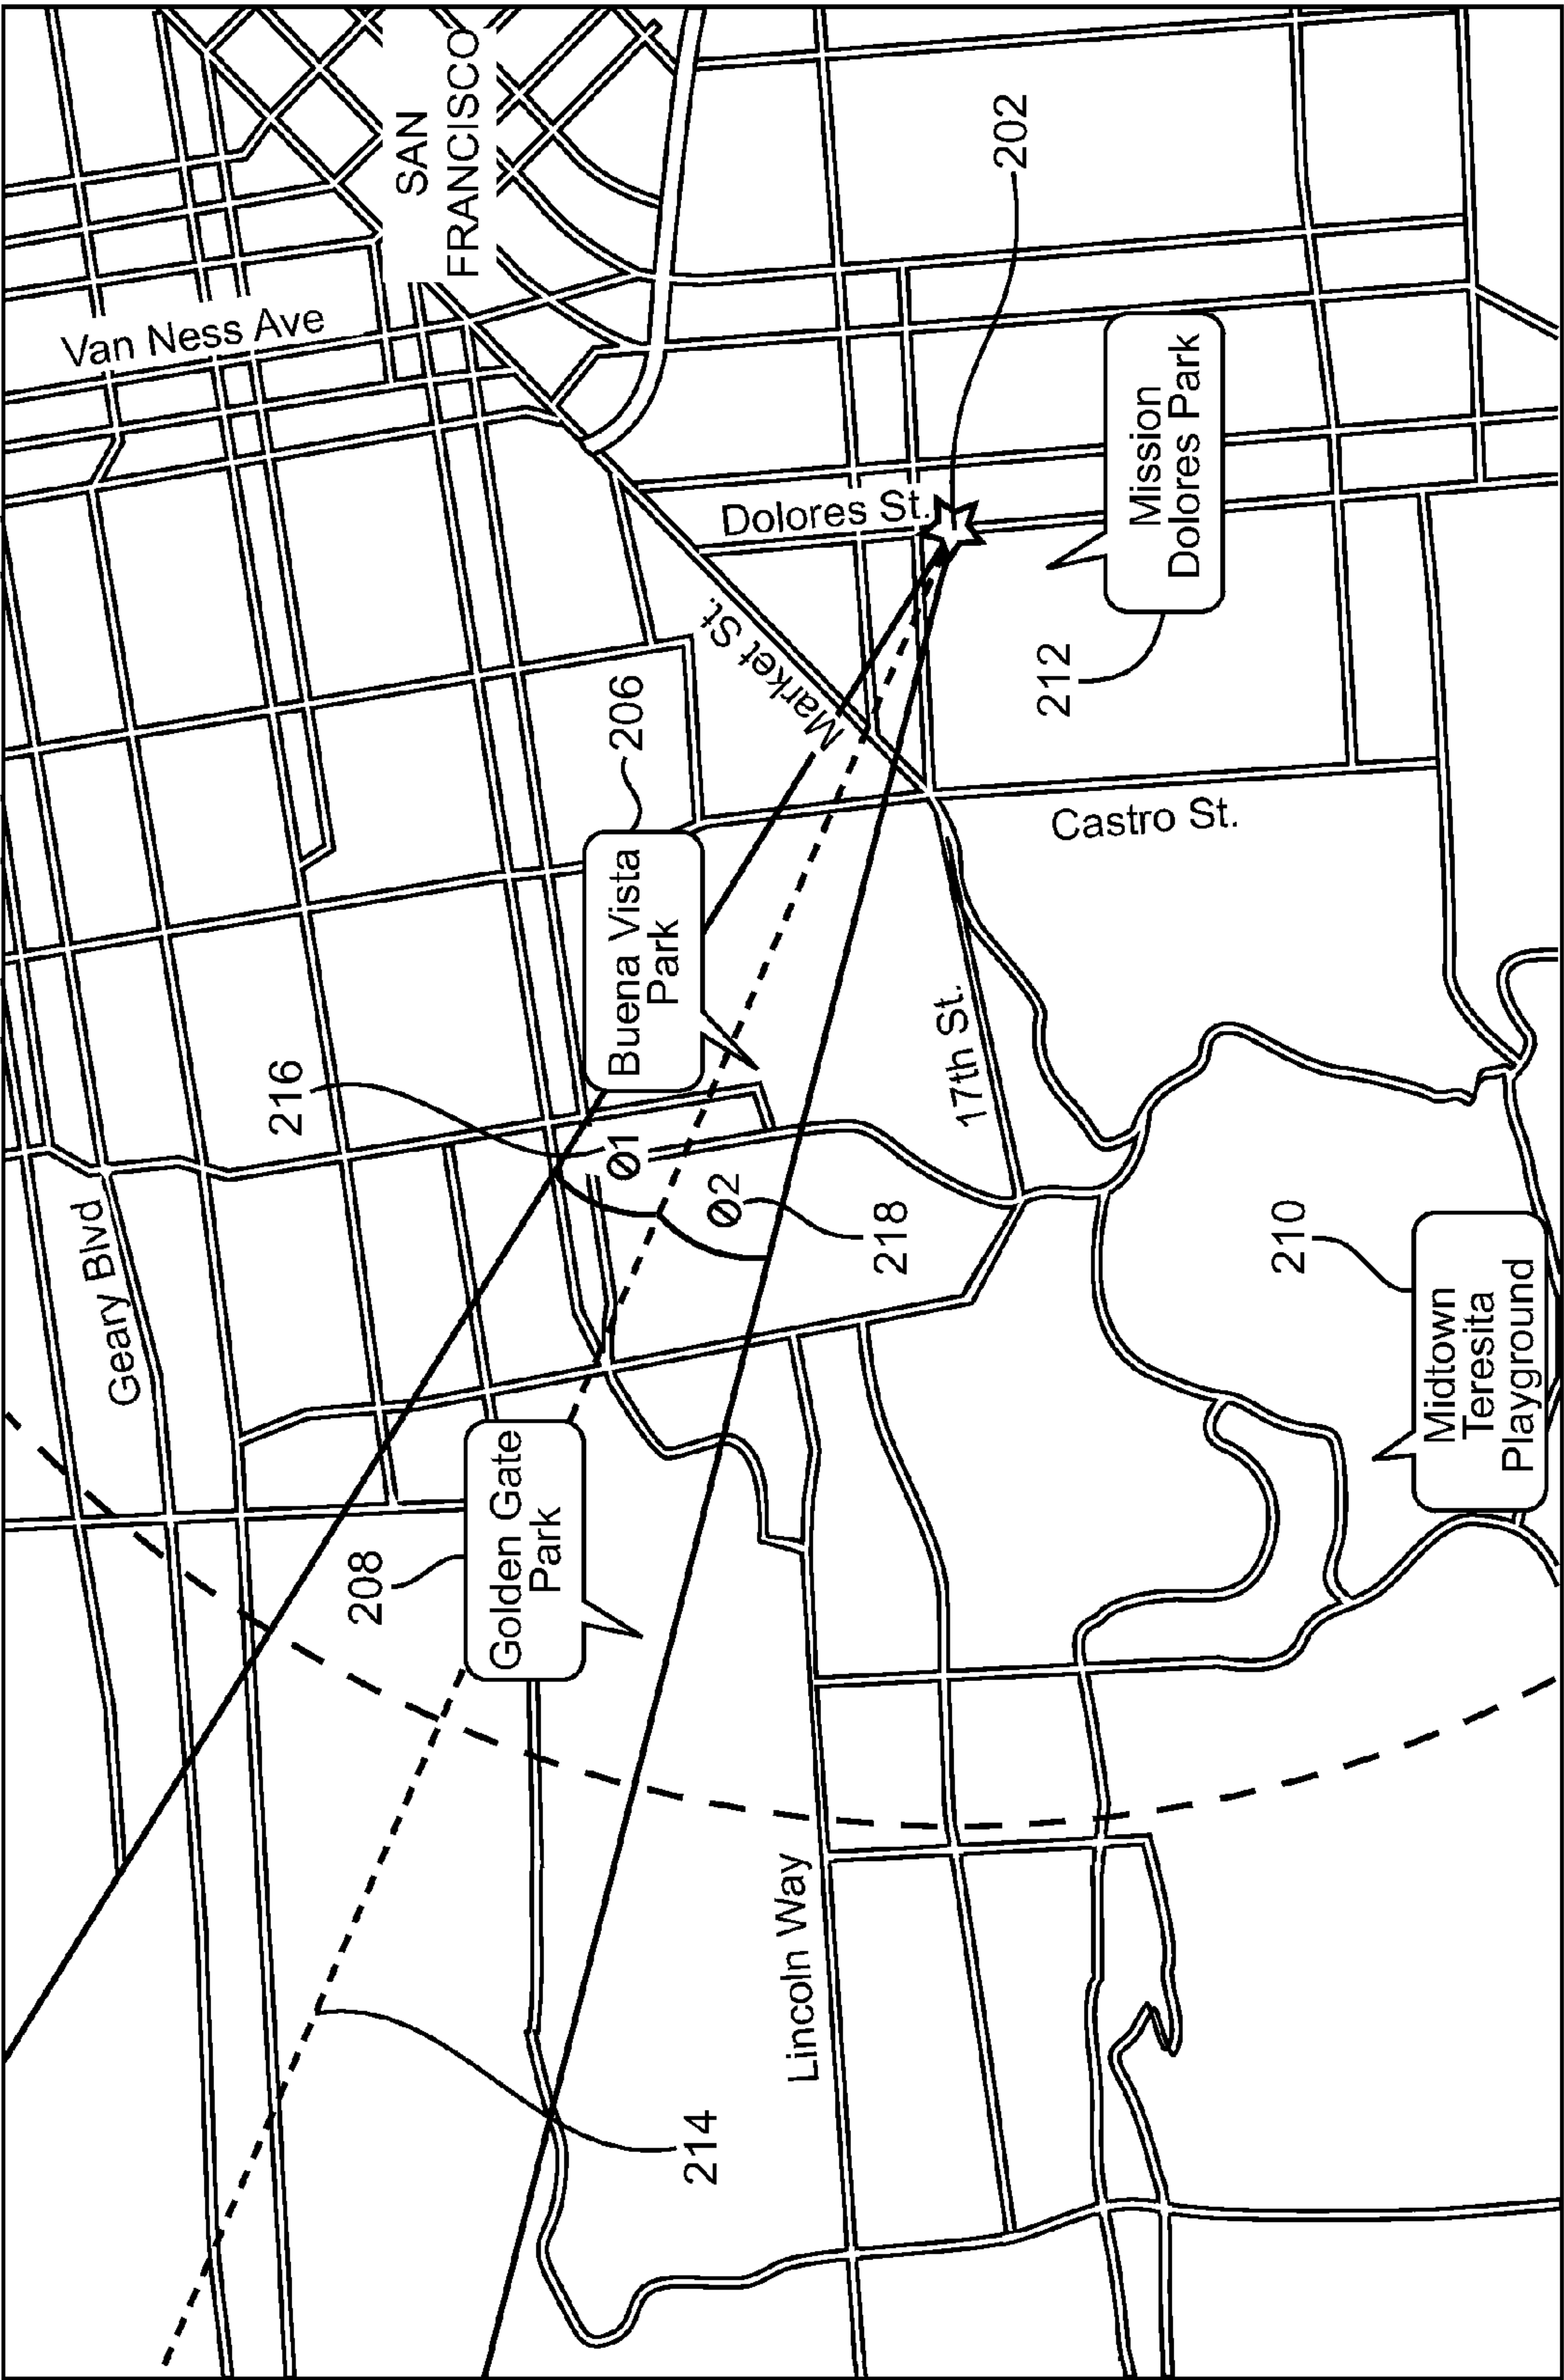 Geary Blvd
Van Ness Ave
SAN
FRANCISCO
216
208
Golden Gate
Park
206
Buena Vista
Park
Ø1
Ø2
Market St.
Dolores St.
202
214
218
17th St.
Lincoln Way
212
Mission
Dolores Park
Castro St.
210
Midtown
Teresita
Playground